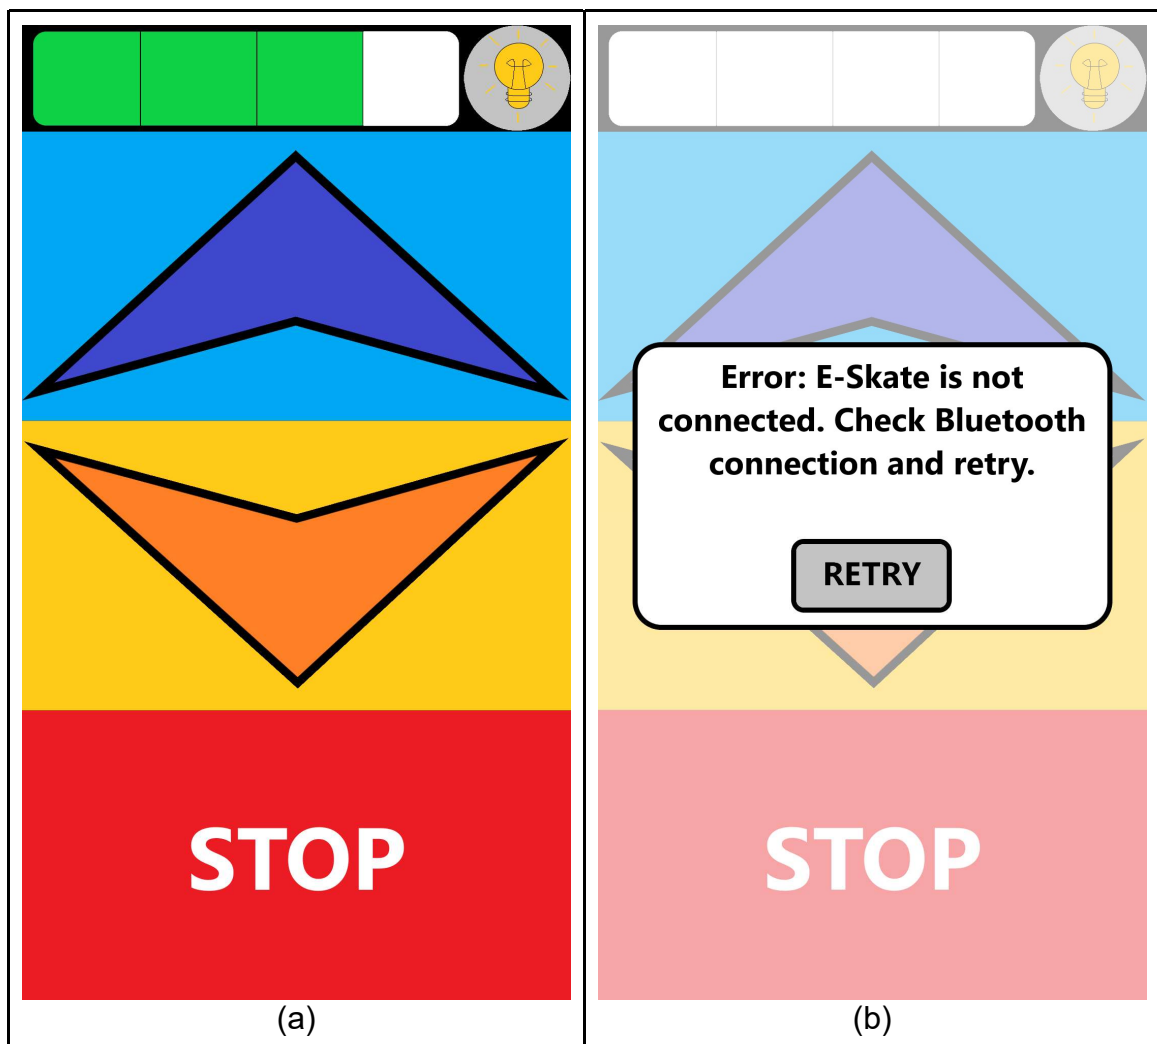 STOP
(a)
Error: E-Skate is not
connected. Check Bluetooth
connection and retry.
RETRY
STOP
(b)